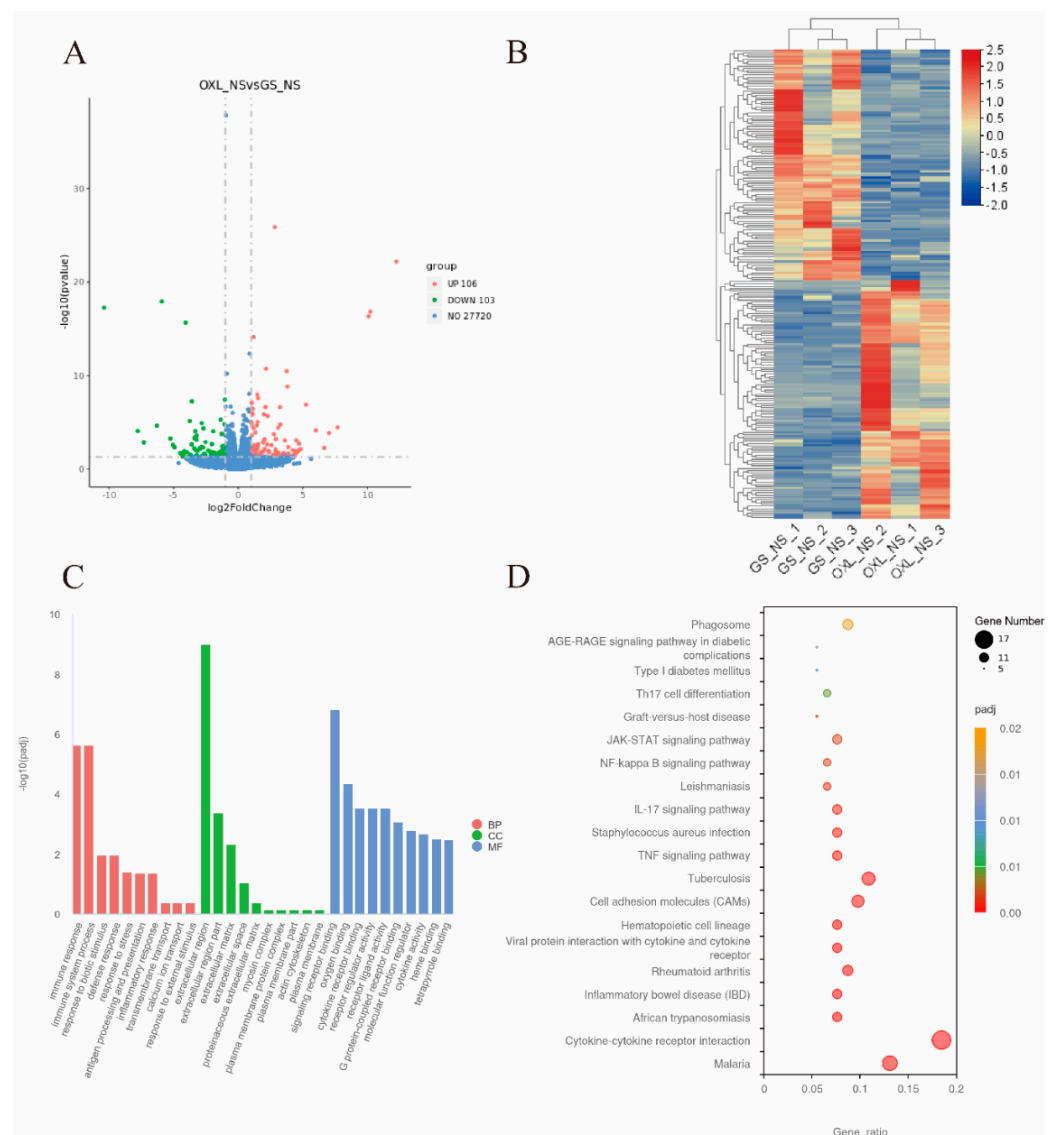 A
OXL_NSvsGS_NS
-log10(pvalue)
30
20
10
0
-10
-5
0
5
10
log2FoldChange
group
UP 106
DOWN 103
NO 27720
B
2.5
2.0
1.5
1.0
0.5
0.0
-0.5
-1.0
-1.5
-2.0
GS_NS_1
GS_NS_2
GS_NS_3
OXL_NS_2
OXL_NS_1
OXL_NS_3
C
10
8
6
4
2
0
-log10(padj)
BP
CC
MF
immune response
immune system process
response to biotic stimulus
defense response
response to stress
antigen processing and presentation
inflammatory response
transmembrane transport
calcium ion transport
response to external stimulus
extracellular region
extracellular region part
extracellular matrix
extracellular space
proteinaceous extracellular matrix
myosin complex
plasma membrane protein complex
plasma membrane part
actin cytoskeleton
plasma membrane
signaling receptor binding
oxygen binding
cytokine receptor binding
receptor regulator activity
receptor ligand activity
G protein-coupled receptor binding
molecular function regulator
cytokine activity
heme binding
tetrapyrrole binding
D
Phagosome
AGE-RAGE signaling pathway in diabetic
complications
Type I diabetes mellitus
Th17 cell differentiation
Graft-versus-host disease
JAK-STAT signaling pathway
NF-kappa B signaling pathway
Leishmaniasis
IL-17 signaling pathway
Staphylococcus aureus infection
TNF signaling pathway
Tuberculosis
Cell adhesion molecules (CAMs)
Hematopoietic cell lineage
Viral protein interaction with cytokine and cytokine
receptor
Rheumatoid arthritis
Inflammatory bowel disease (IBD)
African trypanosomiasis
Cytokine-cytokine receptor interaction
Malaria
0
0.05
0.1
0.15
0.2
Gene_ratio
Gene Number
17
11
5
padj
0.02
0.01
0.01
0.01
0.00